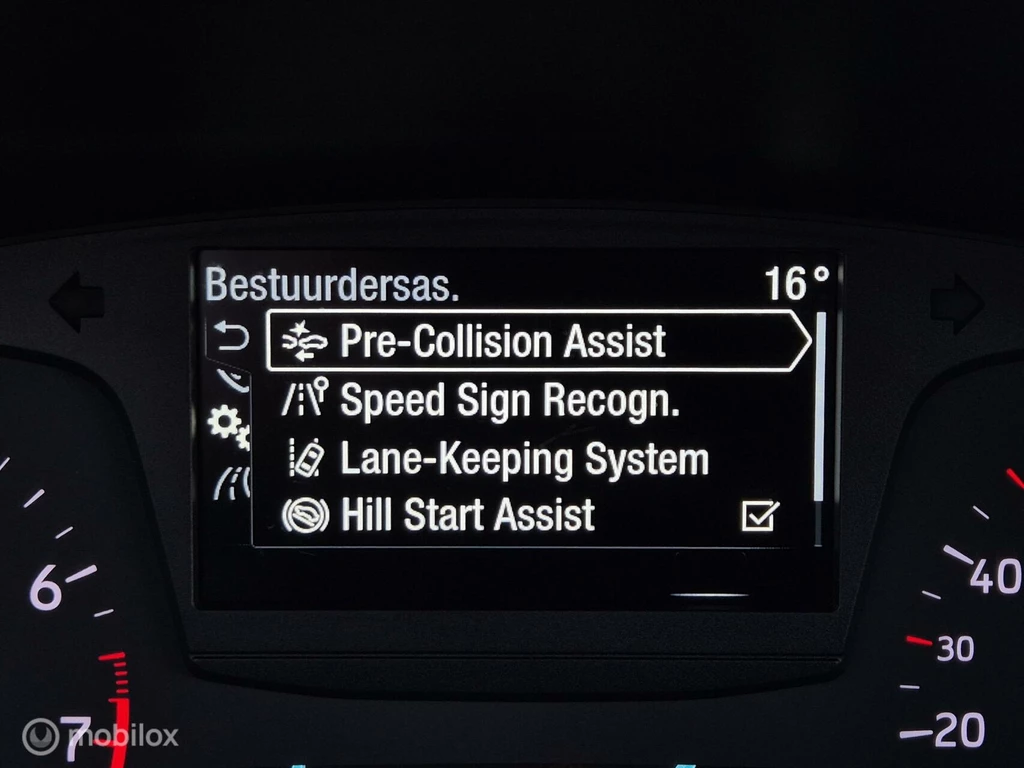 Bestuurdersas. 16°
Pre-Collision Assist
Speed Sign Recogn.
Lane-Keeping System
Hill Start Assist
6
7
40
30
20
mobilox